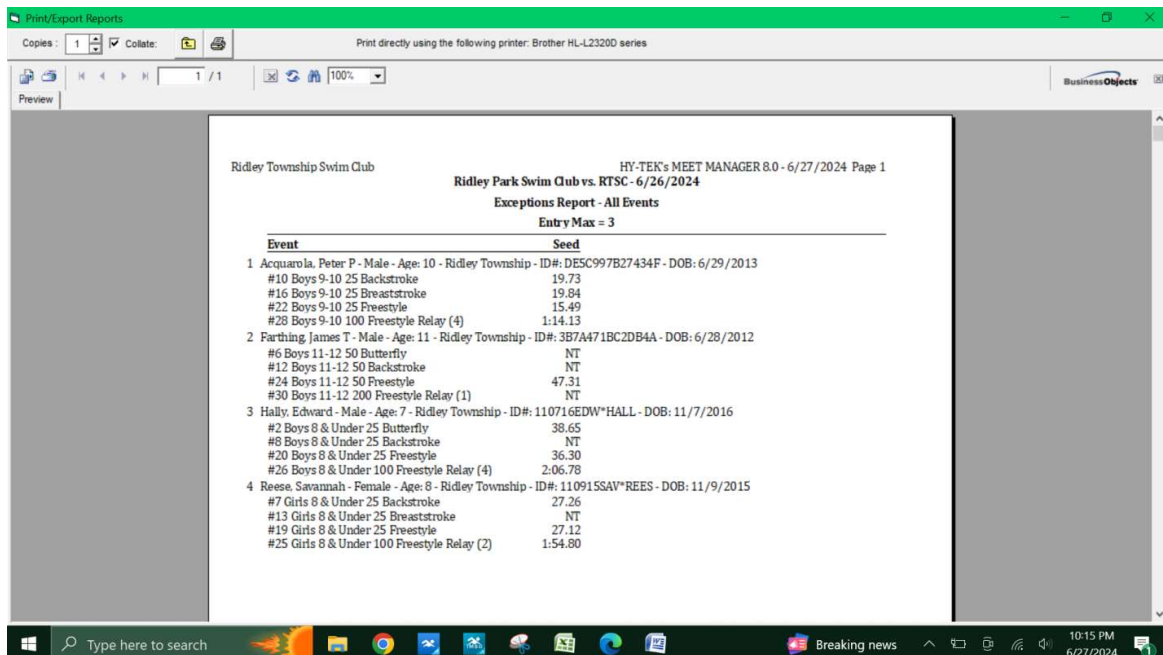 Print/Export Reports
Copies : 1 Collate: Print directly using the following printer: Brother HL-L2320D series
1 / 1 100% BusinessObjects
Preview
Ridley Township Swim Club HY-TEK's MEET MANAGER 8.0 - 6/27/2024 Page 1
Ridley Park Swim Club vs. RTSC - 6/26/2024
Exceptions Report - All Events
Entry Max = 3
Event Seed
1 Acquarola, Peter P - Male - Age: 10 - Ridley Township - ID#: DE5C997B27434F - DOB: 6/29/2013
#10 Boys 9-10 25 Backstroke 19.73
#16 Boys 9-10 25 Breaststroke 19.84
#22 Boys 9-10 25 Freestyle 15.49
#28 Boys 9-10 100 Freestyle Relay (4) 1:14.13
2 Farthing, James T - Male - Age: 11 - Ridley Township - ID#: 3B7A471BC2DB4A - DOB: 6/28/2012
#6 Boys 11-12 50 Butterfly NT
#12 Boys 11-12 50 Backstroke NT
#24 Boys 11-12 50 Freestyle 47.31
#30 Boys 11-12 200 Freestyle Relay (1) NT
3 Hally, Edward - Male - Age: 7 - Ridley Township - ID#: 110716EDW*HALL - DOB: 11/7/2016
#2 Boys 8 & Under 25 Butterfly 38.65
#8 Boys 8 & Under 25 Backstroke NT
#20 Boys 8 & Under 25 Freestyle 36.30
#26 Boys 8 & Under 100 Freestyle Relay (4) 2:06.78
4 Reese, Savannah - Female - Age: 8 - Ridley Township - ID#: 110915SAV*REES - DOB: 11/9/2015
#7 Girls 8 & Under 25 Backstroke 27.26
#13 Girls 8 & Under 25 Breaststroke NT
#19 Girls 8 & Under 25 Freestyle 27.12
#25 Girls 8 & Under 100 Freestyle Relay (2) 1:54.80
Type here to search Breaking news 10:15 PM
6/27/2024